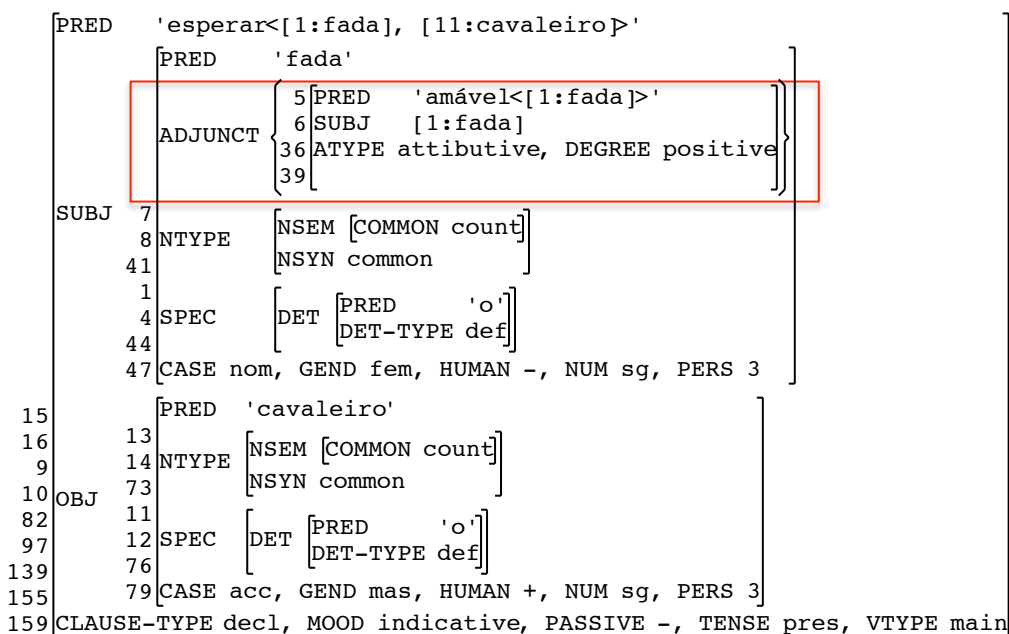 PRED 'esperar<[1:fada], [11:cavaleiro]>'
PRED 'fada'
5 PRED 'amável<[1:fada]>'
6 SUBJ [1:fada]
ADJUNCT
36 ATYPE attibutive, DEGREE positive
39
SUBJ 7
NSEM [COMMON count]
8 NTYPE
41 NSYN common
1
PRED 'o'
4 SPEC DET
DET-TYPE def
44
47 CASE nom, GEND fem, HUMAN -, NUM sg, PERS 3
PRED 'cavaleiro'
15
16 13
NSEM [COMMON count]
9 14 NTYPE
NSYN common
10 73
OBJ
82 11
PRED 'o'
97 12 SPEC DET
DET-TYPE def
139 76
155 79 CASE acc, GEND mas, HUMAN +, NUM sg, PERS 3
159 CLAUSE-TYPE decl, MOOD indicative, PASSIVE -, TENSE pres, VTYPE main